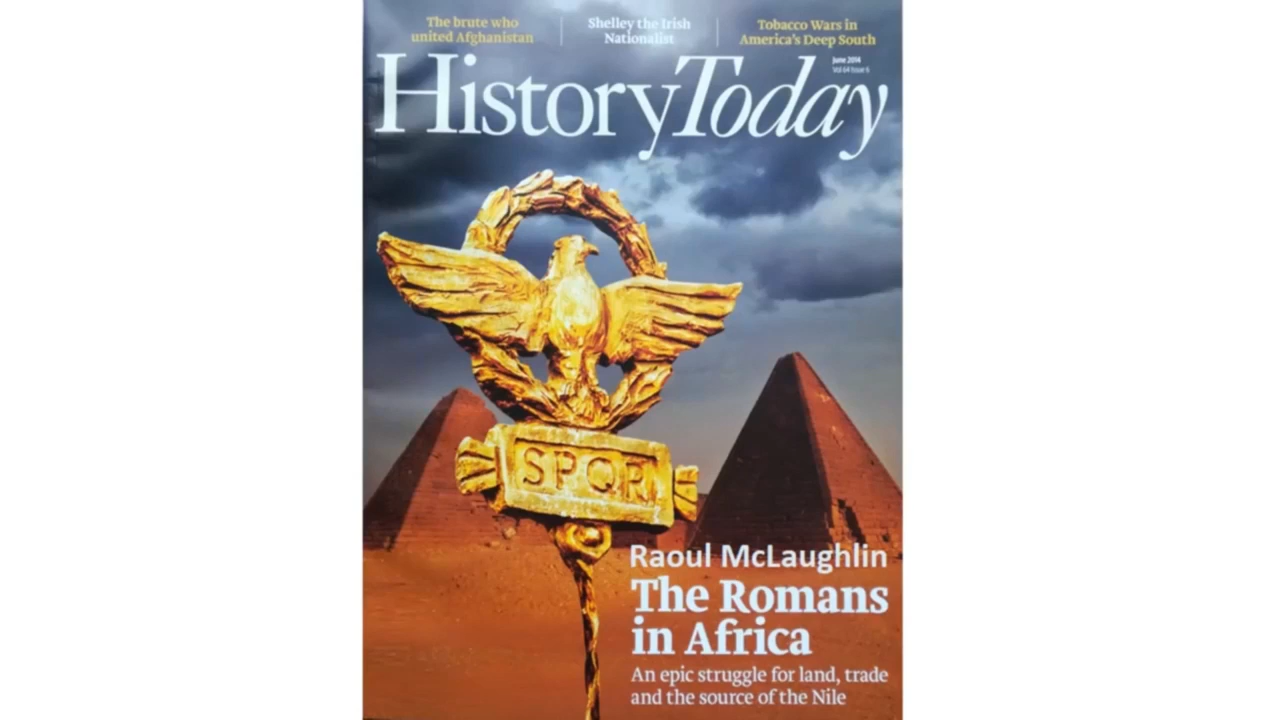 The brute who
united Afghanistan
Shelley the Irish
Nationalist
Tobacco Wars in
America's Deep South
HistoryToday
June 2014
Vol 64 Issue 6
SPQR
Raoul McLaughlin
The Romans
in Africa
An epic struggle for land, trade
and the source of the Nile